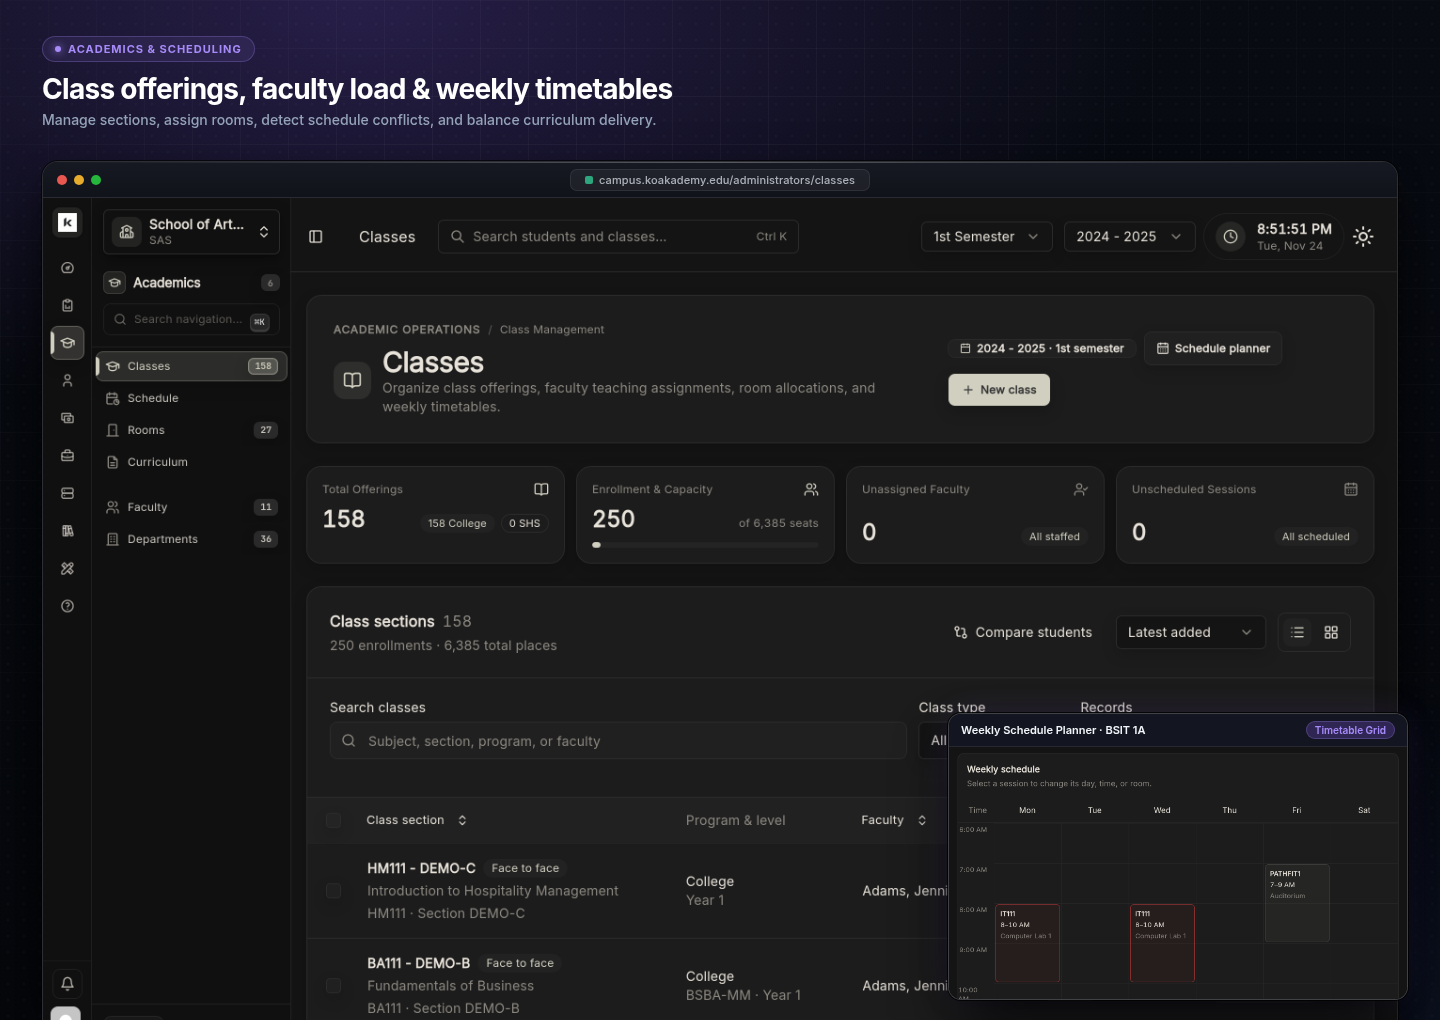 ACADEMICS & SCHEDULING
Class offerings, faculty load & weekly timetables
Manage sections, assign rooms, detect schedule conflicts, and balance curriculum delivery.
campus.koakademy.edu/administrators/classes
K
School of Art...
SAS
Academics
6
Search navigation...
⌘K
Classes
158
Schedule
Rooms
27
Curriculum
Faculty
11
Departments
36
Classes
Search students and classes...
Ctrl K
1st Semester
2024 - 2025
8:51:51 PM
Tue, Nov 24
ACADEMIC OPERATIONS / Class Management
Classes
Organize class offerings, faculty teaching assignments, room allocations, and
weekly timetables.
2024 - 2025 · 1st semester
Schedule planner
+ New class
Total Offerings
158
158 College
0 SHS
Enrollment & Capacity
250
of 6,385 seats
Unassigned Faculty
0
All staffed
Unscheduled Sessions
0
All scheduled
Class sections 158
250 enrollments · 6,385 total places
Compare students
Latest added
Search classes
Subject, section, program, or faculty
Class type
All
Records
Class section
Program & level
Faculty
HM111 - DEMO-C
Face to face
Introduction to Hospitality Management
HM111 · Section DEMO-C
College
Year 1
Adams, Jenni
BA111 - DEMO-B
Face to face
Fundamentals of Business
BA111 · Section DEMO-B
College
BSBA-MM · Year 1
Adams, Jenni
Weekly Schedule Planner · BSIT 1A
Timetable Grid
Weekly schedule
Select a session to change its day, time, or room.
Time Mon Tue Wed Thu Fri Sat
6:00 AM
7:00 AM
8:00 AM
9:00 AM
10:00
AM
IT111
8–10 AM
Computer Lab 1
IT111
8–10 AM
Computer Lab 1
PATHFIT1
7–9 AM
Auditorium